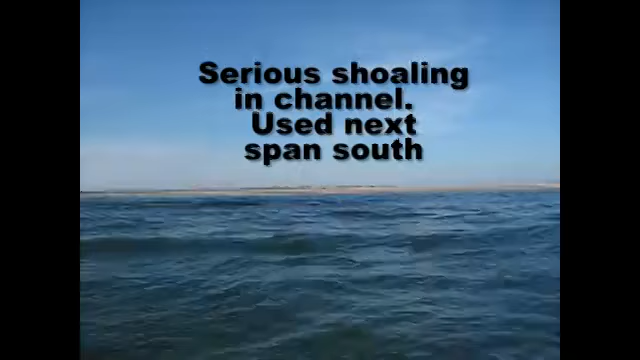 Serious shoaling
in channel.
Used next
span south